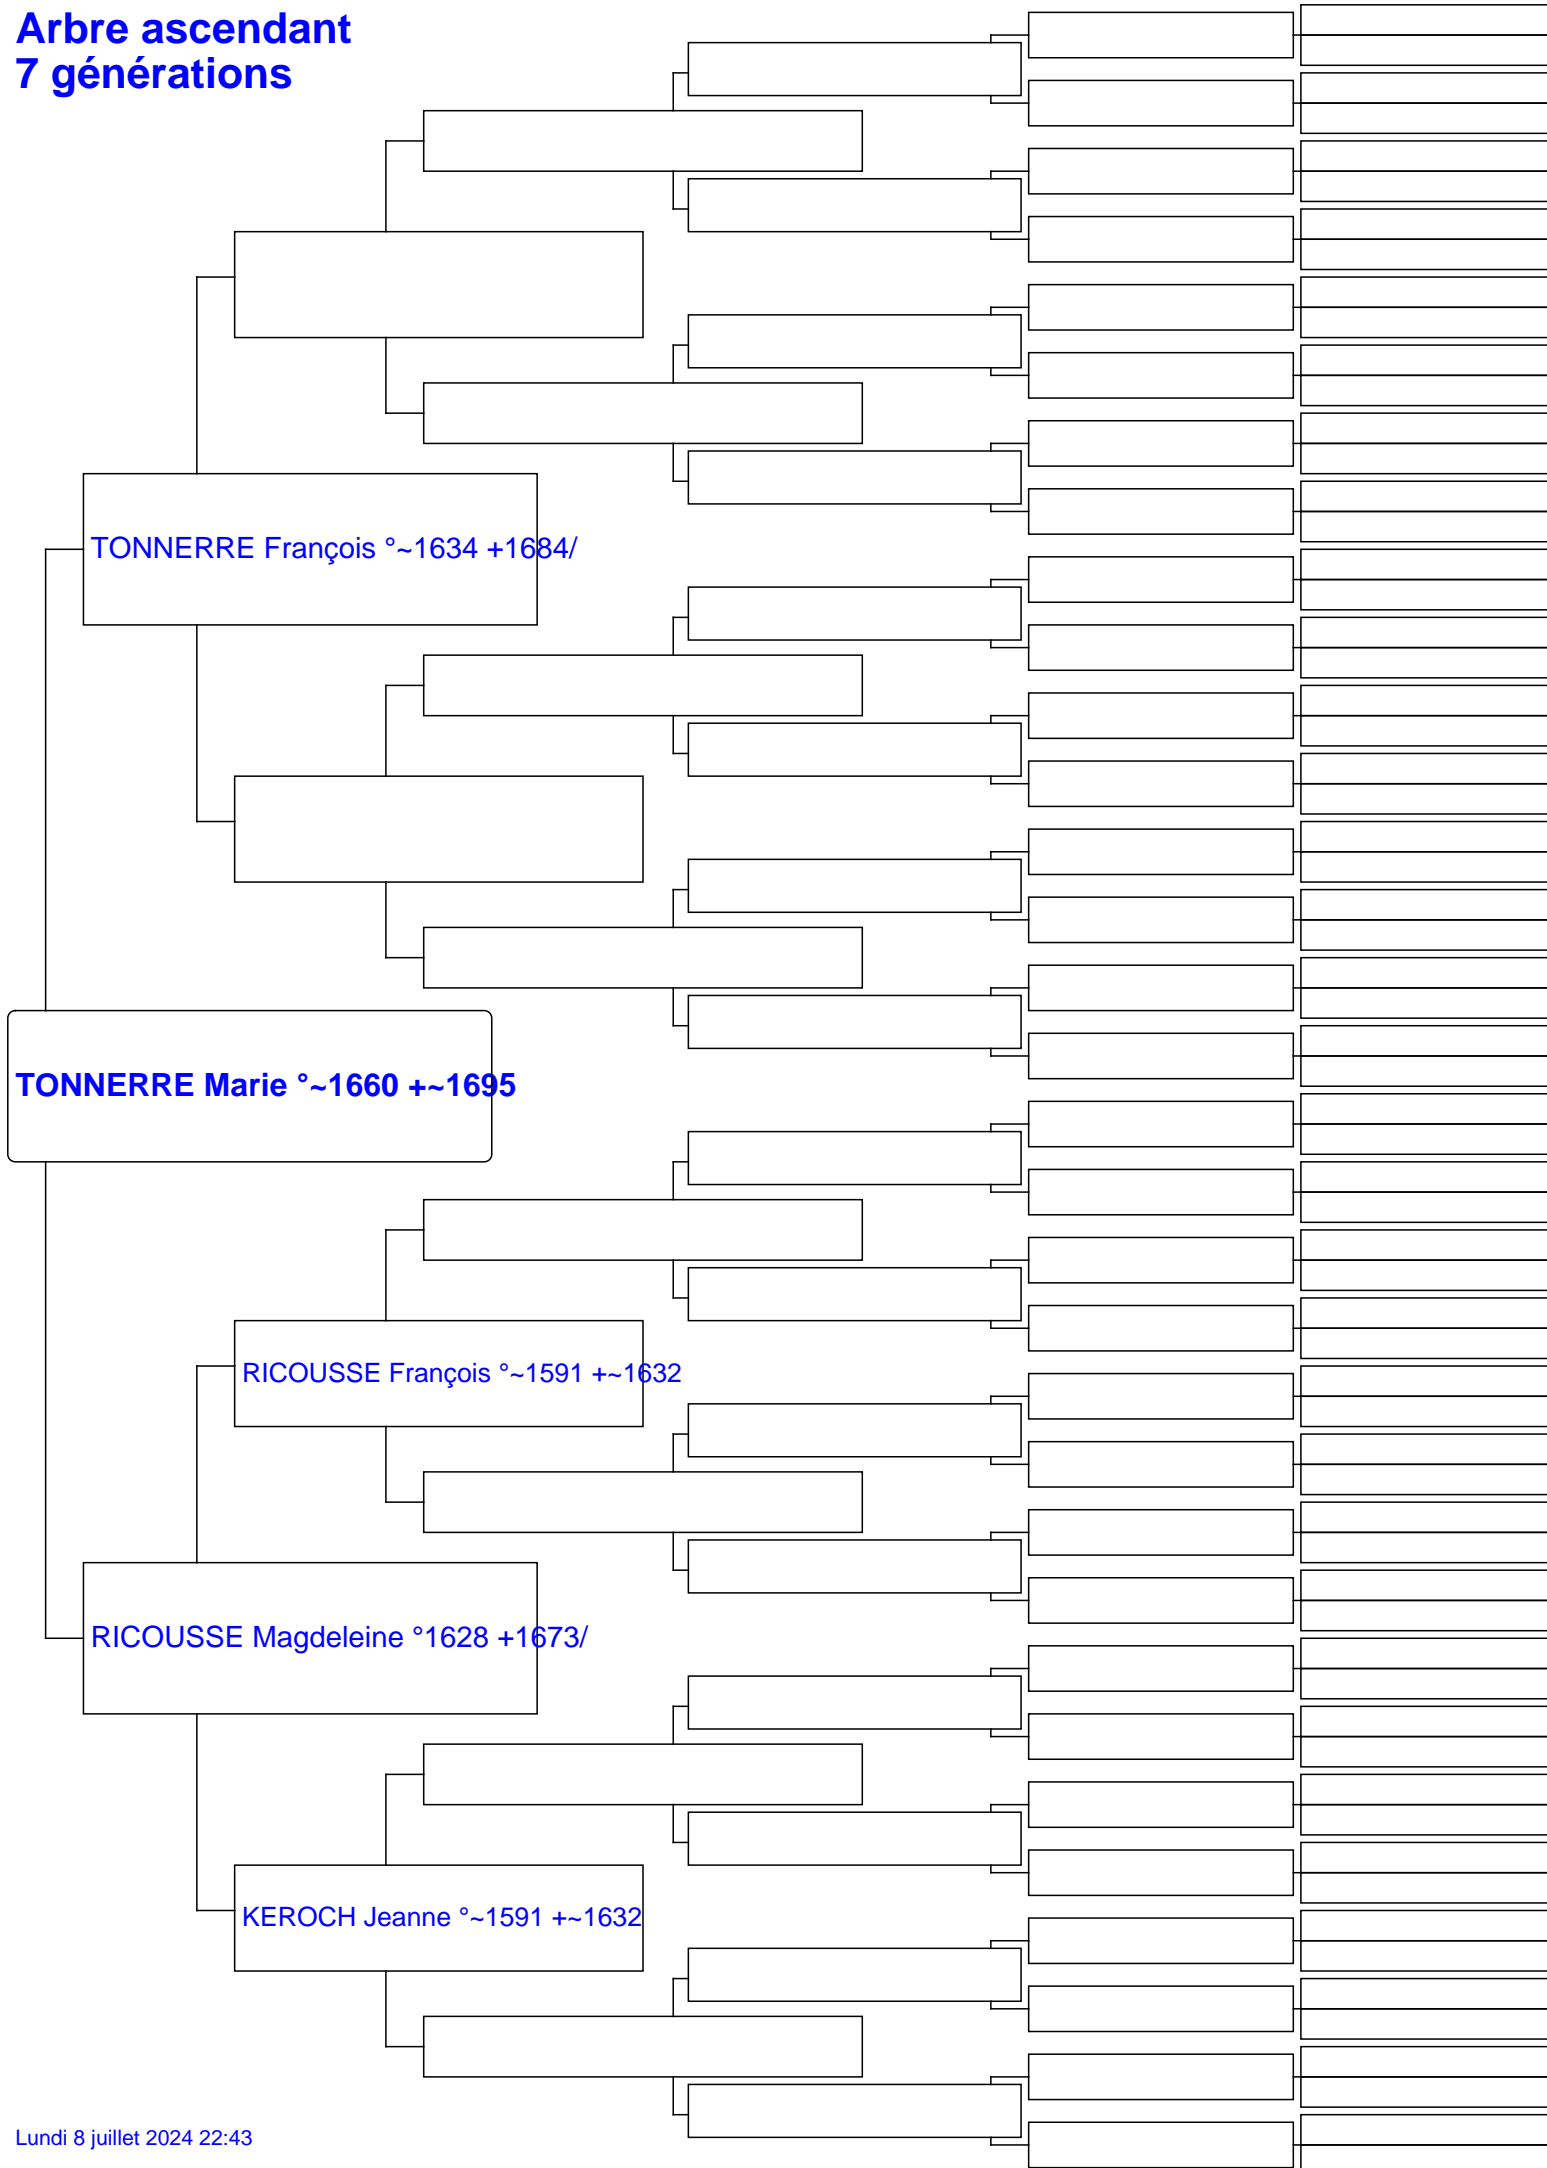 Arbre ascendant
7 générations
TONNERRE François °~1634 +1684/
TONNERRE Marie °~1660 +~1695
RICOUSSE François °~1591 +~1632
RICOUSSE Magdeleine °1628 +1673/
KEROCH Jeanne °~1591 +~1632
Lundi 8 juillet 2024 22:43